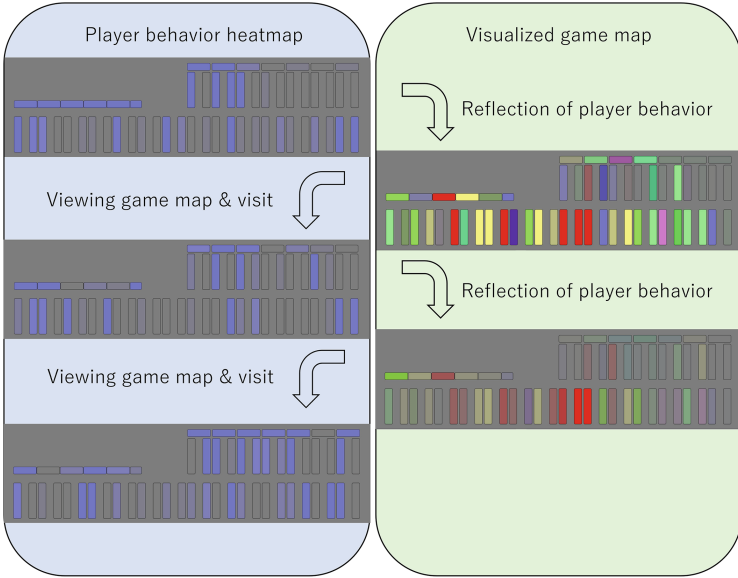 Player behavior heatmap
Viewing game map & visit
Viewing game map & visit
Visualized game map
Reflection of player behavior
Reflection of player behavior